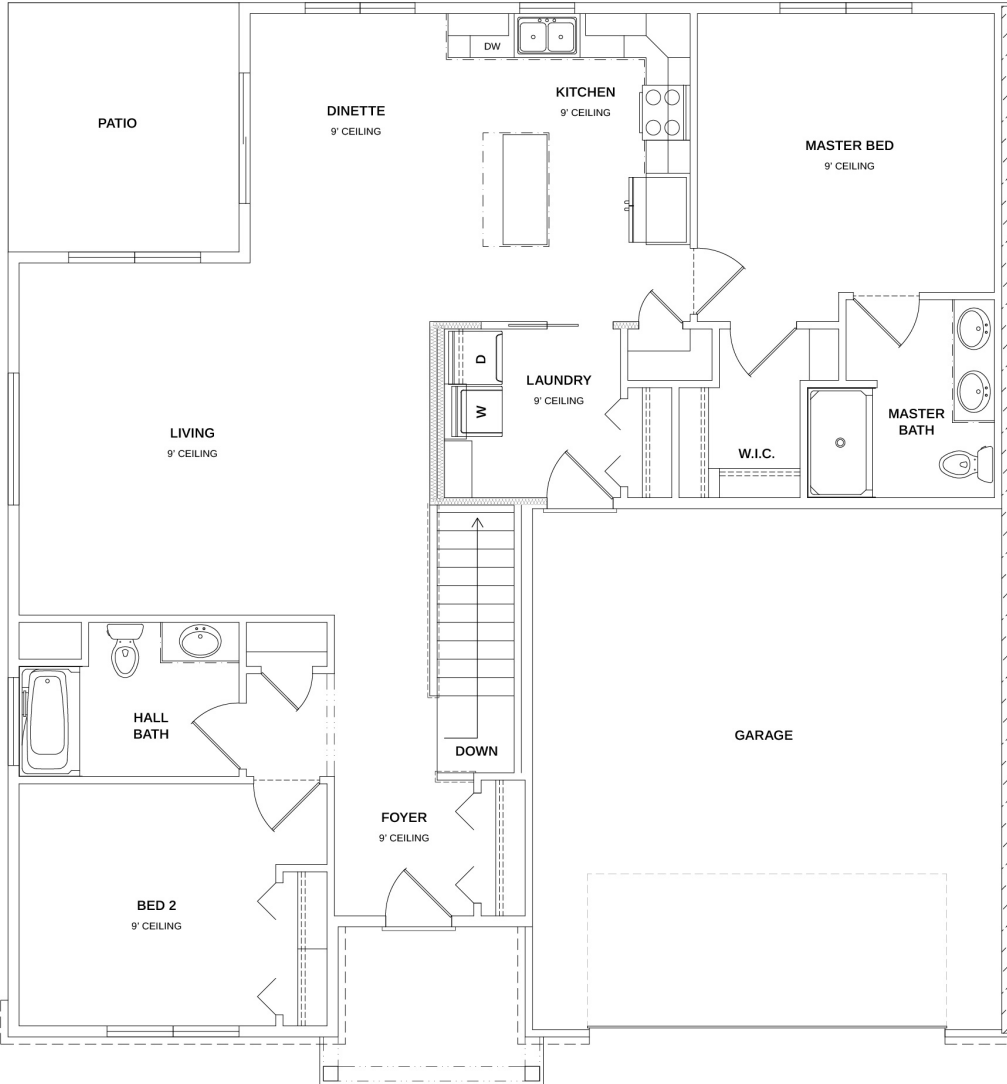 DW
KITCHEN
9' CEILING
DINETTE
9' CEILING
PATIO
MASTER BED
9' CEILING
D
LAUNDRY
9' CEILING
W
MASTER
BATH
LIVING
9' CEILING
W.I.C.
HALL
BATH
GARAGE
DOWN
FOYER
9' CEILING
BED 2
9' CEILING